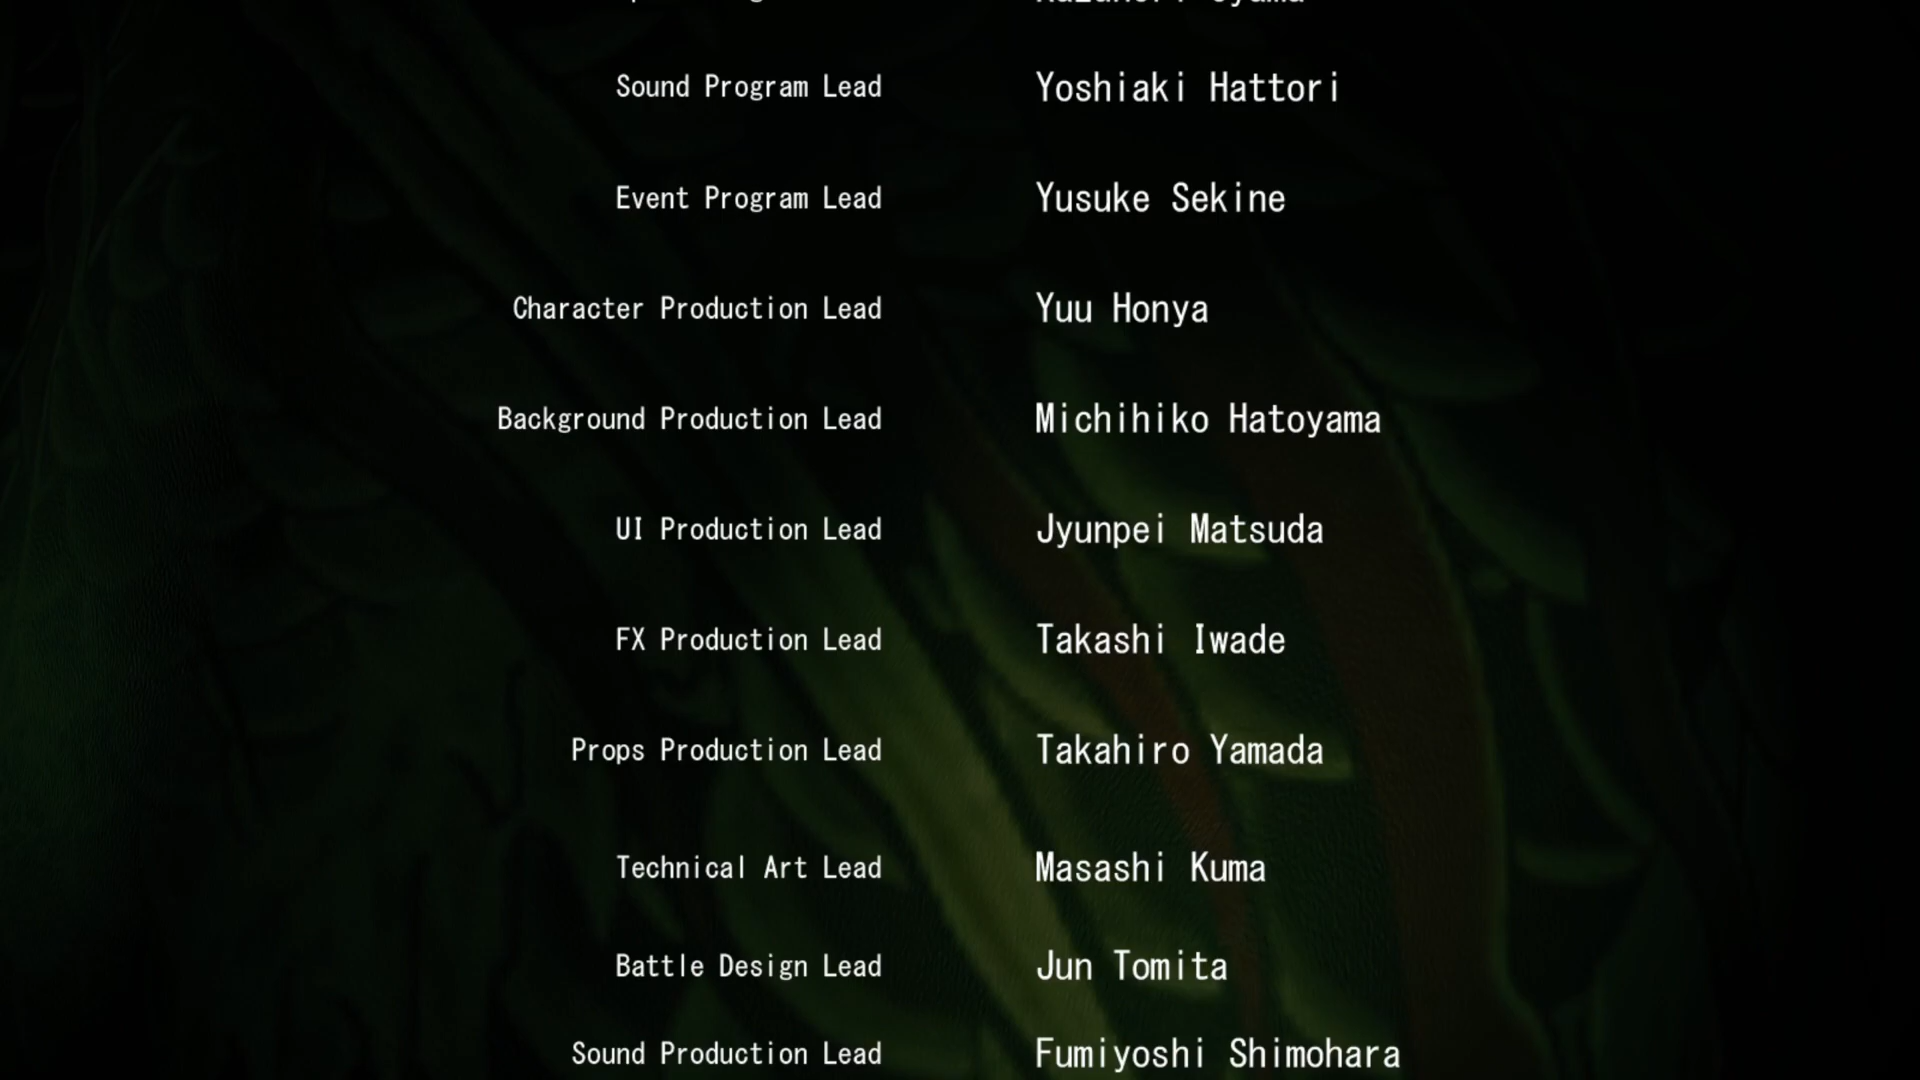 Sound Program Lead Yoshiaki Hattori
Event Program Lead Yusuke Sekine
Character Production Lead Yuu Honya
Background Production Lead Michihiko Hatoyama
UI Production Lead Jyunpei Matsuda
FX Production Lead Takashi Iwade
Props Production Lead Takahiro Yamada
Technical Art Lead Masashi Kuma
Battle Design Lead Jun Tomita
Sound Production Lead Fumiyoshi Shimohara